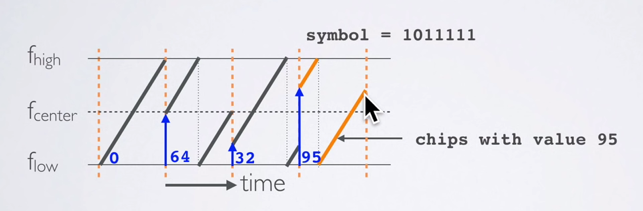 symbol = 1011111
fhigh
fcenter
flow
0
64
32
95
chips with value 95
time